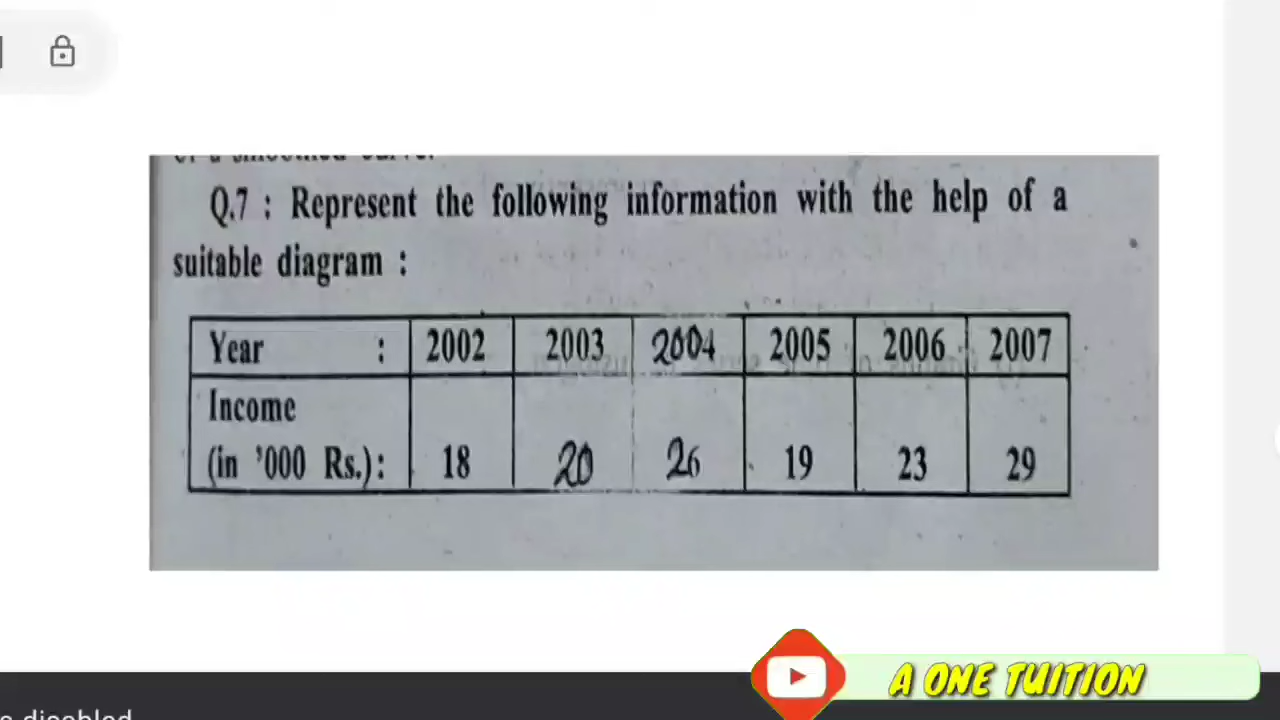 Q.7 : Represent the following information with the help of a
suitable diagram :
Year : 2002 2003 2004 2005 2006 2007
Income
(in '000 Rs.): 18 20 26 19 23 29
A ONE TUITION
disabled